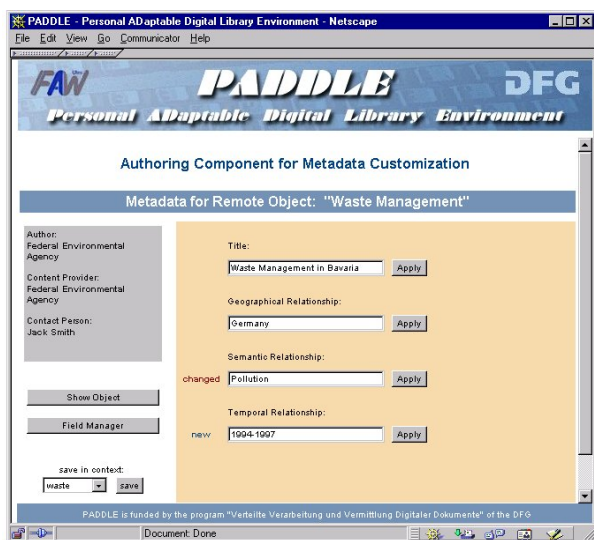 PADDLE - Personal ADaptable Digital Library Environment - Netscape
File Edit View Go Communicator Help
FAW Ulm PADDLE DFG
Personal ADaptable Digital Library Environment
Authoring Component for Metadata Customization
Metadata for Remote Object: "Waste Management"
Author:
Federal Environmental
Agency
Content Provider:
Federal Environmental
Agency
Contact Person:
Jack Smith
Show Object
Field Manager
save in context:
waste save
Title:
Waste Management in Bavaria Apply
Geographical Relationship:
Germany Apply
Semantic Relationship:
changed Pollution Apply
Temporal Relationship:
new 1994-1997 Apply
PADDLE is funded by the program "Verteilte Verarbeitung und Vermittlung Digitaler Dokumente" of the DFG
Document: Done